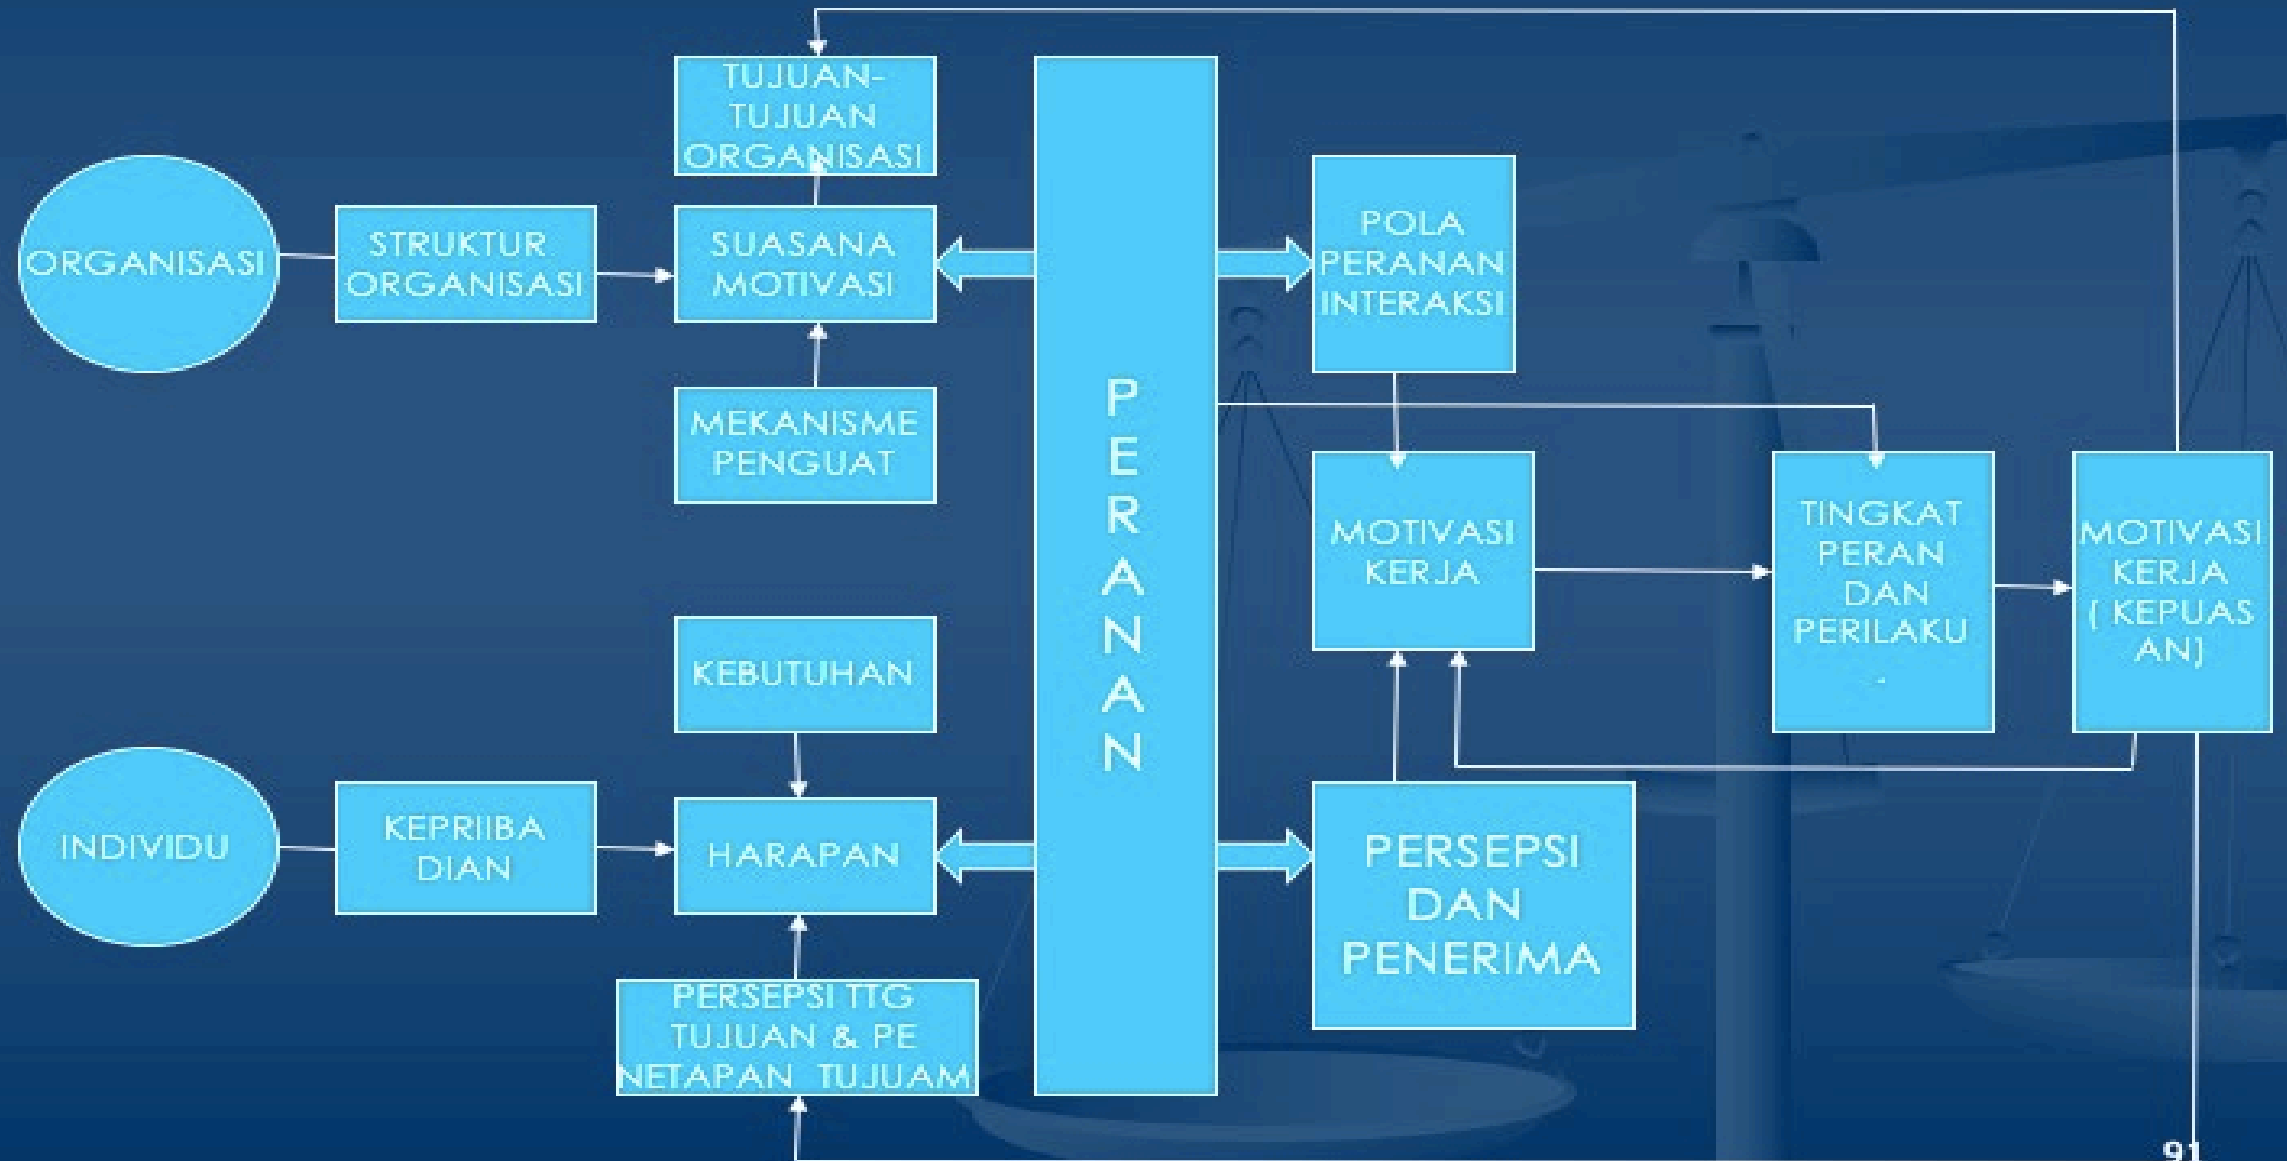 TUJUAN-
TUJUAN
ORGANISASI
ORGANISASI
STRUKTUR
ORGANISASI
SUASANA
MOTIVASI
MEKANISME
PENGUAT
P
E
R
A
N
A
N
POLA
PERANAN
INTERAKSI
MOTIVASI
KERJA
TINGKAT
PERAN
DAN
PERILAKU
MOTIVASI
KERJA
( KEPUAS
AN)
KEBUTUHAN
INDIVIDU
KEPRIIBA
DIAN
HARAPAN
PERSEPSI
DAN
PENERIMA
PERSEPSI TTG
TUJUAN & PE
NETAPAN TUJUAM
91